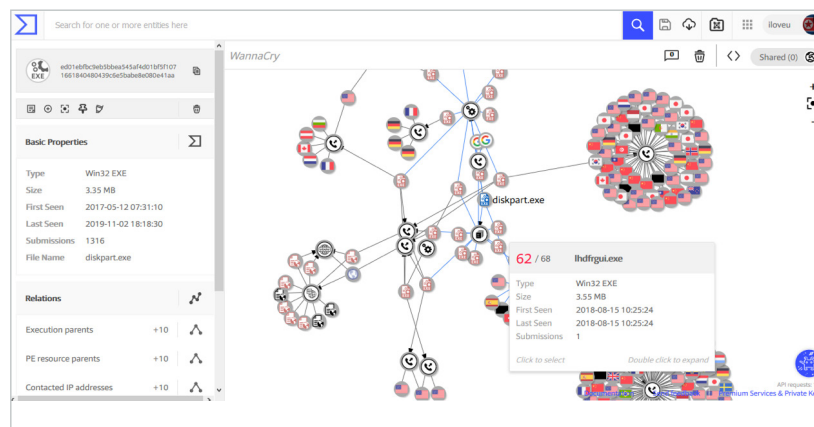 Search for one or more entities here
iloveu
EXE
ed01ebfbc9eb5bbea545af4d01bf5f107
1661840480439c6e5babe8e080e41aa
WannaCry
0
Shared (0)
Basic Properties
Type Win32 EXE
Size 3.35 MB
First Seen 2017-05-12 07:31:10
Last Seen 2019-11-02 18:18:30
Submissions 1316
File Name diskpart.exe
Relations
Execution parents +10
PE resource parents +10
Contacted IP addresses +10
diskpart.exe
62 / 68 lhdfrgui.exe
Type Win32 EXE
Size 3.55 MB
First Seen 2018-08-15 10:25:24
Last Seen 2018-08-15 10:25:24
Submissions 1
Click to select Double click to expand
API requests:
Premium Services & Private Ke